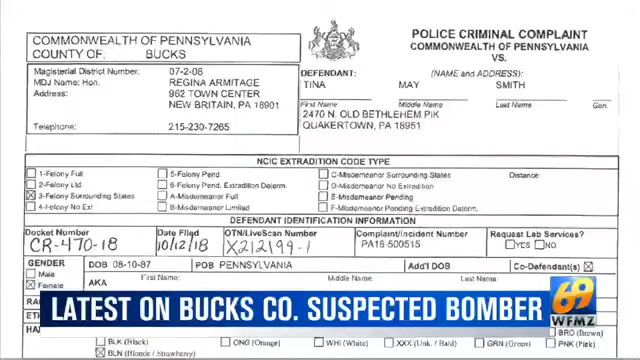 COMMONWEALTH OF PENNSYLVANIA
COUNTY OF. BUCKS
Magisterial District Number. 07-2-08
MDJ Name: Hon. REGINA ARMITAGE
Address: 962 TOWN CENTER
NEW BRITAIN, PA 18901
Telephone: 215-230-7265
POLICE CRIMINAL COMPLAINT
COMMONWEALTH OF PENNSYLVANIA
VS.
DEFENDANT: (NAME and ADDRESS):
TINA MAY SMITH
First Name Middle Name Last Name Gen.
2470 N. OLD BETHLEHEM PIK
QUAKERTOWN, PA 18951
NCIC EXTRADITION CODE TYPE
1-Felony Full 5-Felony Pend. C-Misdemeanor Surrounding States Distance:
2-Felony Ltd. 6-Felony Pend. Extradition Determ. D-Misdemeanor No Extradition
3-Felony Surrounding States A-Misdemeanor Full E-Misdemeanor Pending
4-Felony No Ext B-Misdemeanor Limited F-Misdemeanor Pending Extradition Determ.
DEFENDANT IDENTIFICATION INFORMATION
Docket Number Date Filed OTN/LiveScan Number Complaint/Incident Number Request Lab Services?
CR-470-18 10/12/18 X212199-1 PA18-500515 YES NO
GENDER DOB 08-10-87 POB PENNSYLVANIA Add'l DOB Co-Defendant(s)
Male First Name: Middle Name: Last Name:
Female AKA
LATEST ON BUCKS CO. SUSPECTED BOMBER
69
WFMZ
BRO (Brown)
BLK (Black) ONG (Orange) WHI (White) XXX (Unk. / Bald) GRN (Green) PNK (Pink)
BLN (Blonde / Strawberry)